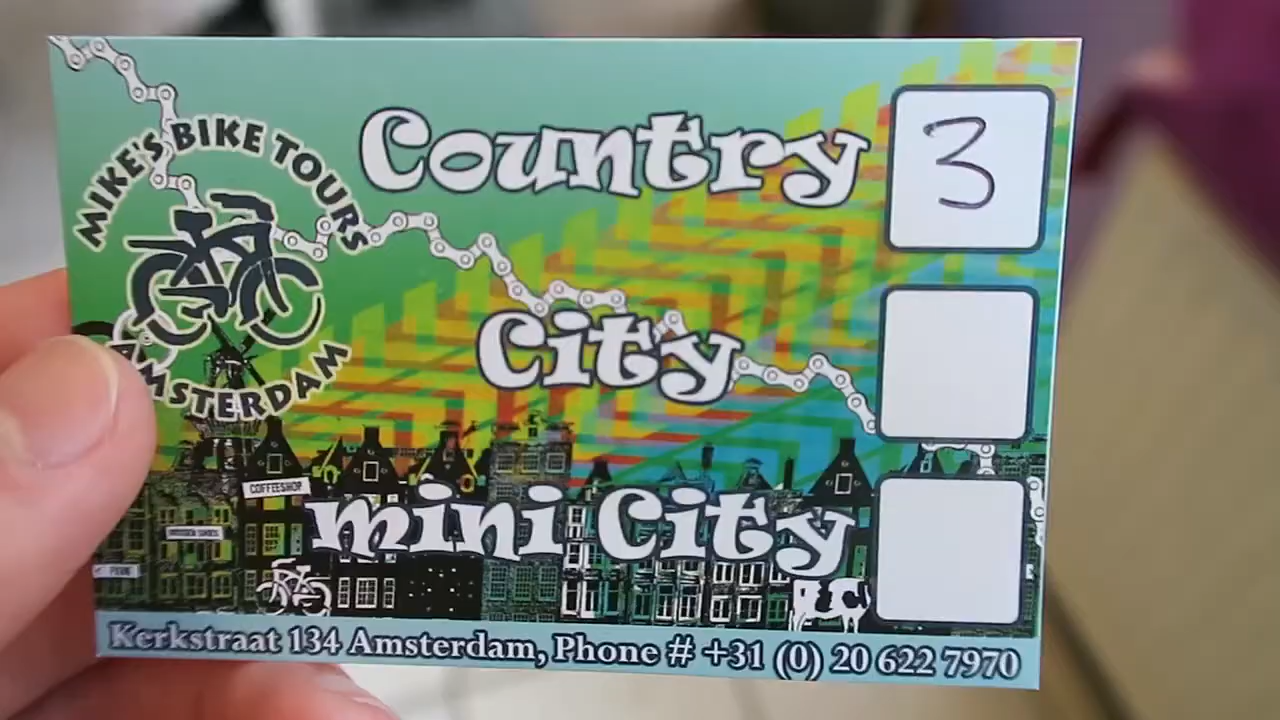 MIKE'S BIKE TOURS
AMSTERDAM
Country 3
City
COFFEESHOP
mini City
Kerkstraat 134 Amsterdam, Phone # +31 (0) 20 622 7970